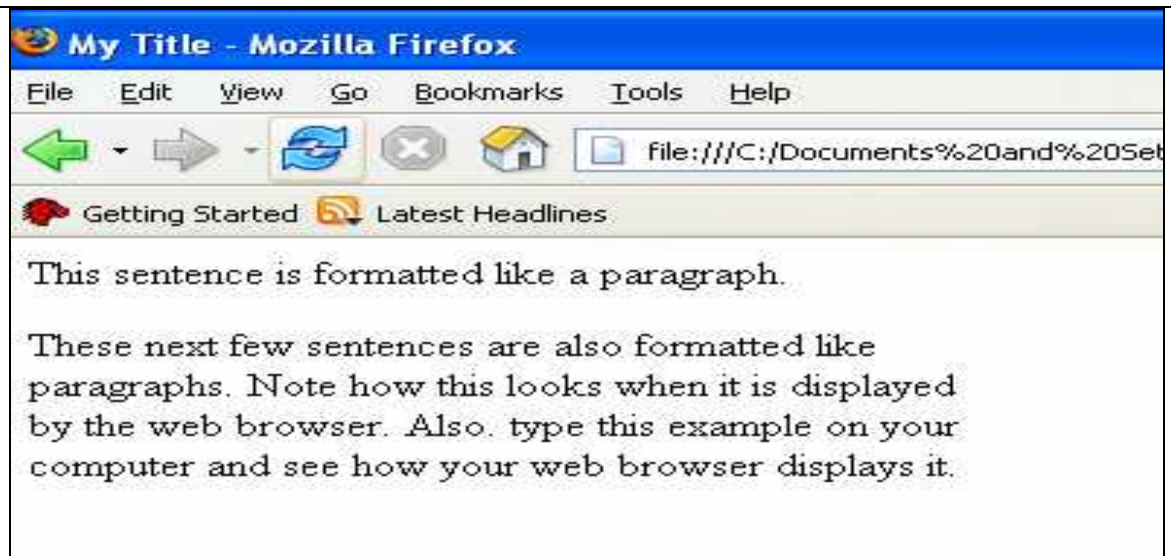 My Title - Mozilla Firefox
File Edit View Go Bookmarks Tools Help
file:///C:/Documents%20and%20Set
Getting Started Latest Headlines
This sentence is formatted like a paragraph.
These next few sentences are also formatted like
paragraphs. Note how this looks when it is displayed
by the web browser. Also. type this example on your
computer and see how your web browser displays it.